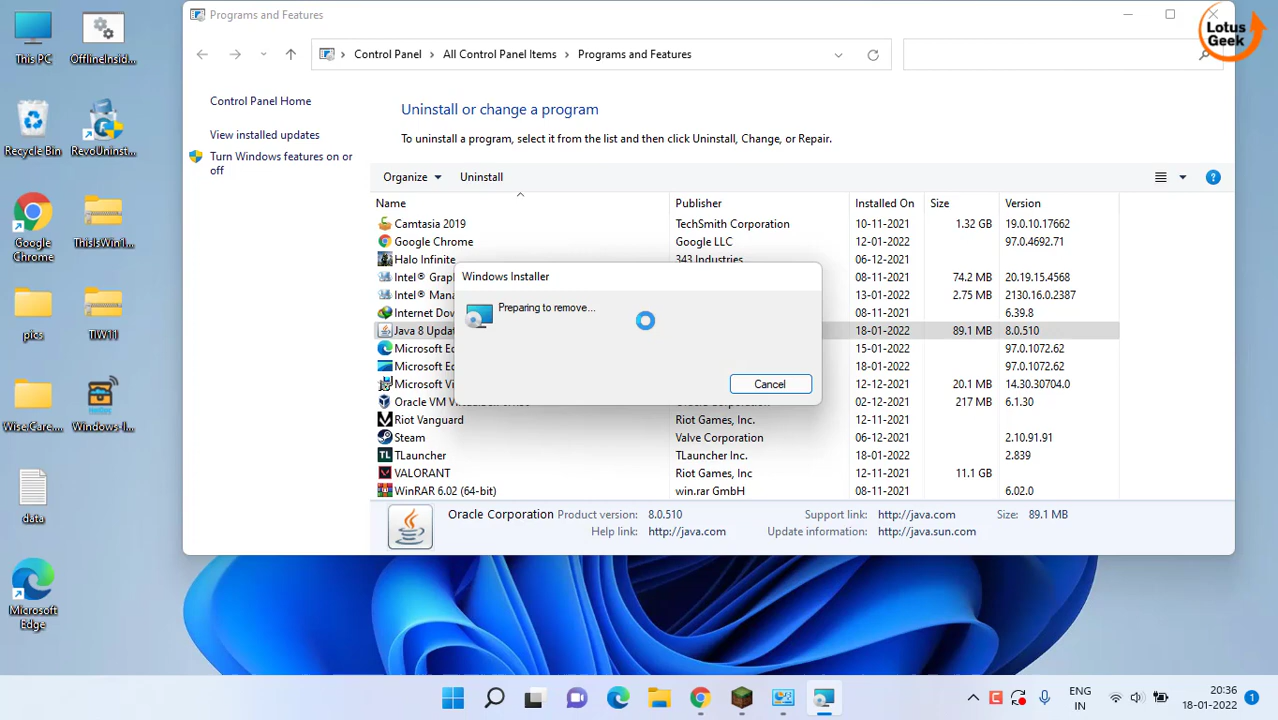 Programs and Features
Lotus
Geek
Control Panel
All Control Panel Items
Programs and Features
Control Panel Home
View installed updates
Turn Windows features on or
off
Uninstall or change a program
To uninstall a program, select it from the list and then click Uninstall, Change, or Repair.
Organize
Uninstall
Name Publisher Installed On Size Version
Camtasia 2019 TechSmith Corporation 10-11-2021 1.32 GB 19.0.10.17662
Google Chrome Google LLC 12-01-2022 97.0.4692.71
Halo Infinite 343 Industries 06-12-2021
Intel® 08-11-2021 74.2 MB 20.19.15.4568
Intel® 13-01-2022 2.75 MB 2130.16.0.2387
Internet 08-11-2021 6.39.8
Java 8 18-01-2022 89.1 MB 8.0.510
Microsoft 15-01-2022 97.0.1072.62
Microsoft 97.0.1072.62
Microsoft 12-12-2021 20.1 MB 14.30.30704.0
Oracle VM 02-12-2021 217 MB 6.1.30
Riot Vanguard Riot Games, Inc. 12-11-2021
Steam Valve Corporation 06-12-2021 2.10.91.91
TLauncher TLauncher Inc. 18-01-2022 2.839
VALORANT Riot Games, Inc 12-11-2021 11.1 GB
WinRAR 6.02 (64-bit) win.rar GmbH 08-11-2021 6.02.0
Windows Installer
Preparing to remove...
Cancel
Oracle Corporation Product version: 8.0.510 Support link: http://java.com Size: 89.1 MB
Help link: http://java.com Update information: http://java.sun.com
This PC
OfflineInsid...
Recycle Bin
RevoUninst...
Google
Chrome
ThisIsWin1...
pics
TIW11
WiseCare...
Windows-I...
data
Microsoft
Edge
ENG
IN
20:36
18-01-2022
1